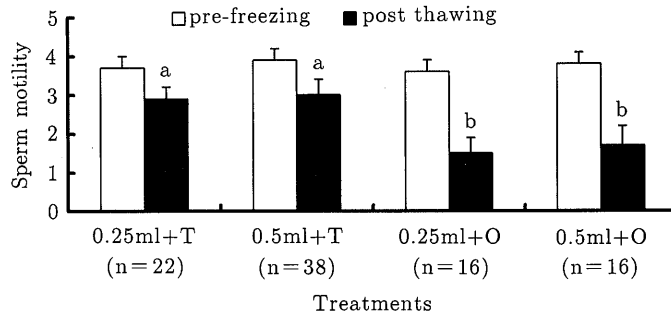 pre-freezing post thawing
5
4
3
2
1
0
Sperm motility
a a b b
0.25ml+T 0.5ml+T 0.25ml+O 0.5ml+O
(n=22) (n=38) (n=16) (n=16)
Treatments